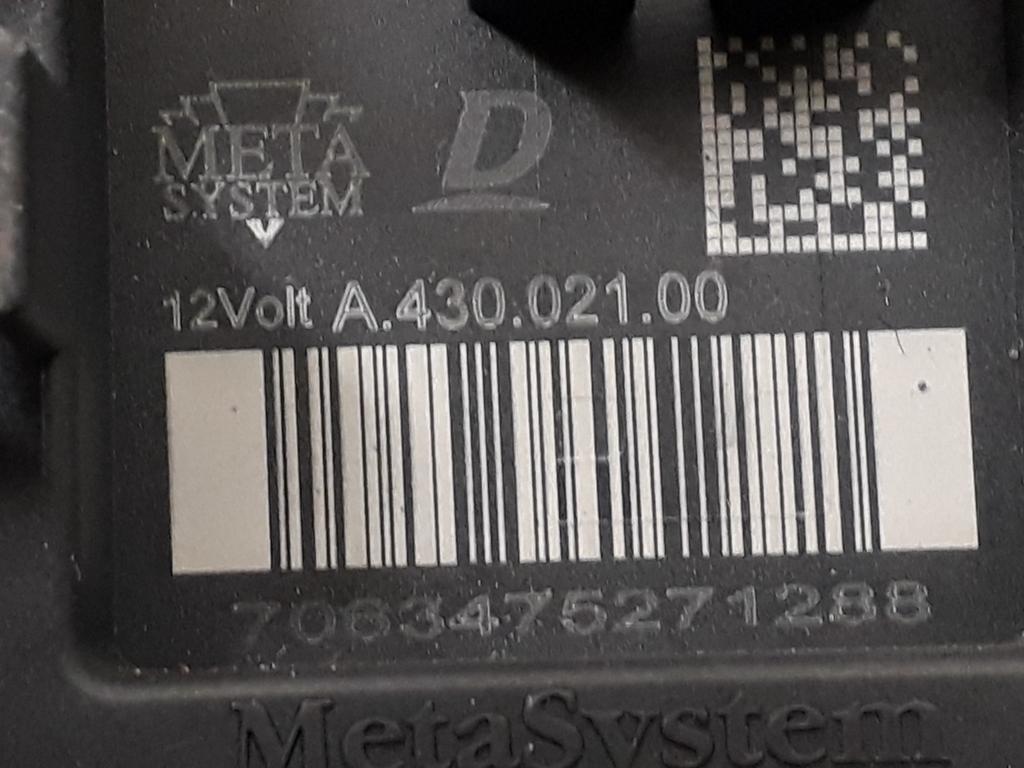 META
SYSTEM
D
12Volt A.430.021.00
7063475271288
MetaSystem